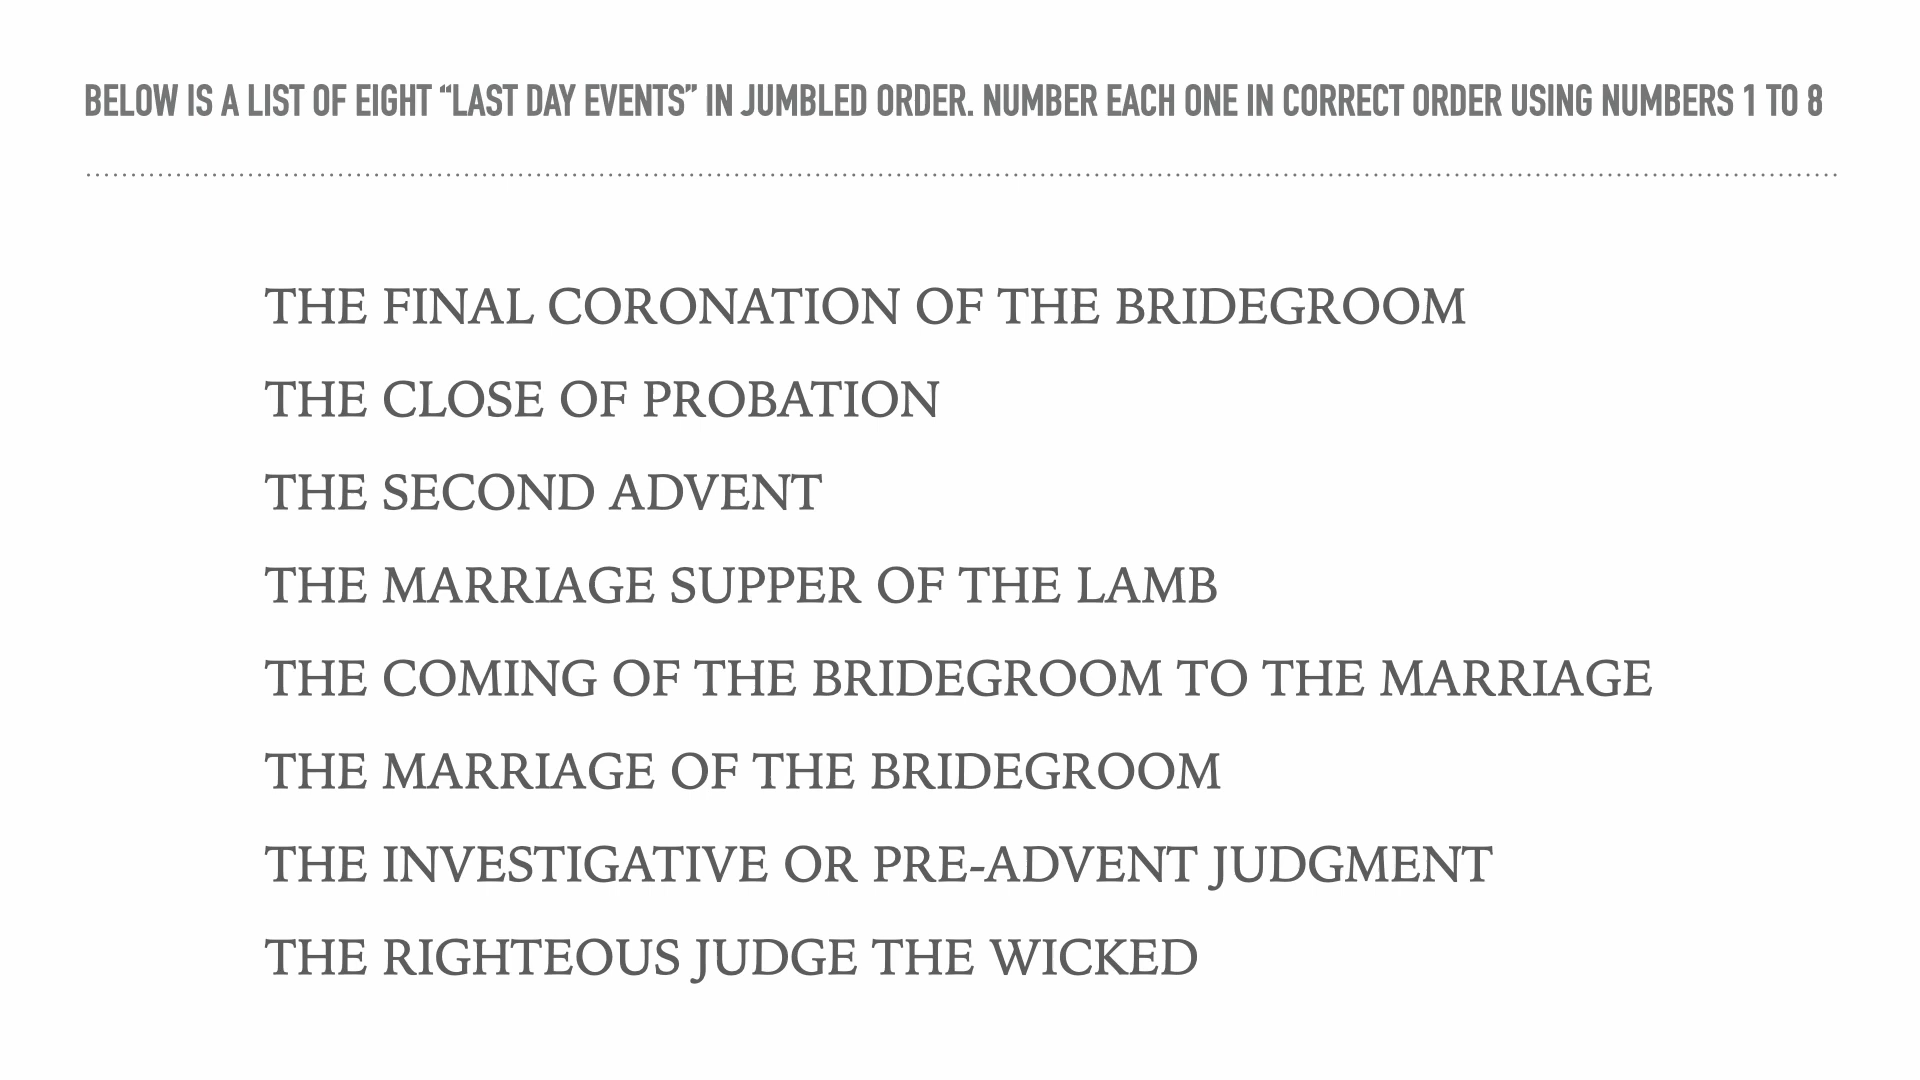 BELOW IS A LIST OF EIGHT “LAST DAY EVENTS” IN JUMBLED ORDER. NUMBER EACH ONE IN CORRECT ORDER USING NUMBERS 1 TO 8
THE FINAL CORONATION OF THE BRIDEGROOM
THE CLOSE OF PROBATION
THE SECOND ADVENT
THE MARRIAGE SUPPER OF THE LAMB
THE COMING OF THE BRIDEGROOM TO THE MARRIAGE
THE MARRIAGE OF THE BRIDEGROOM
THE INVESTIGATIVE OR PRE-ADVENT JUDGMENT
THE RIGHTEOUS JUDGE THE WICKED